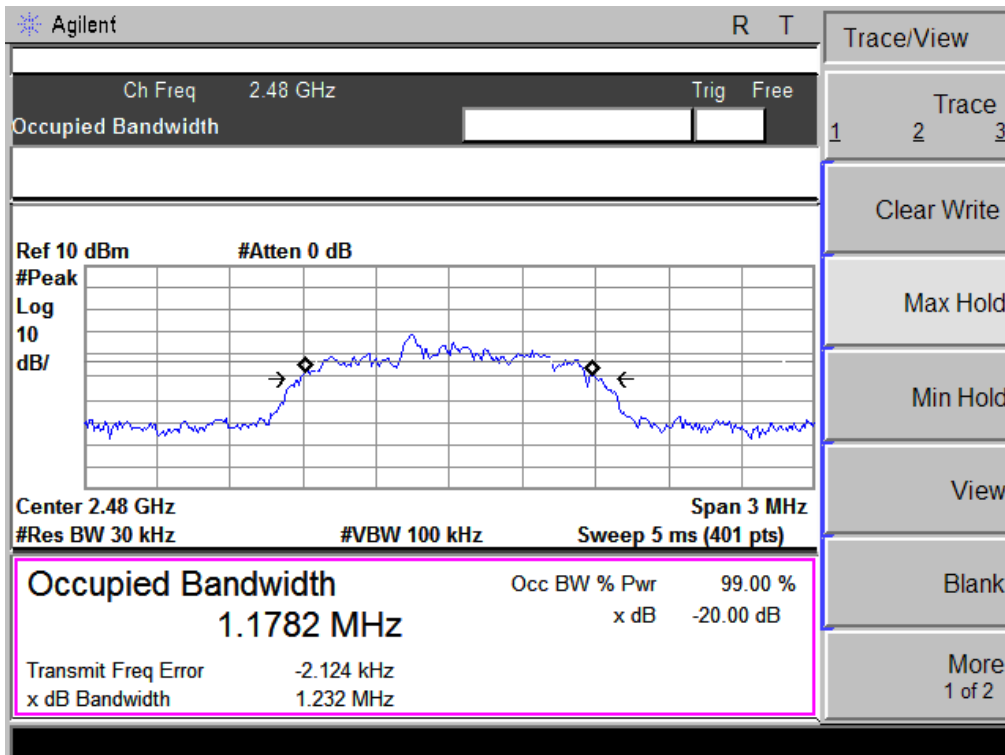 Agilent R T
Ch Freq 2.48 GHz Trig Free
Occupied Bandwidth
Ref 10 dBm #Atten 0 dB
#Peak
Log
10
dB/
Center 2.48 GHz Span 3 MHz
#Res BW 30 kHz #VBW 100 kHz Sweep 5 ms (401 pts)
Occupied Bandwidth Occ BW % Pwr 99.00 %
1.1782 MHz x dB -20.00 dB
Transmit Freq Error -2.124 kHz
x dB Bandwidth 1.232 MHz
Trace/View
Trace
1 2 3
Clear Write
Max Hold
Min Hold
View
Blank
More
1 of 2